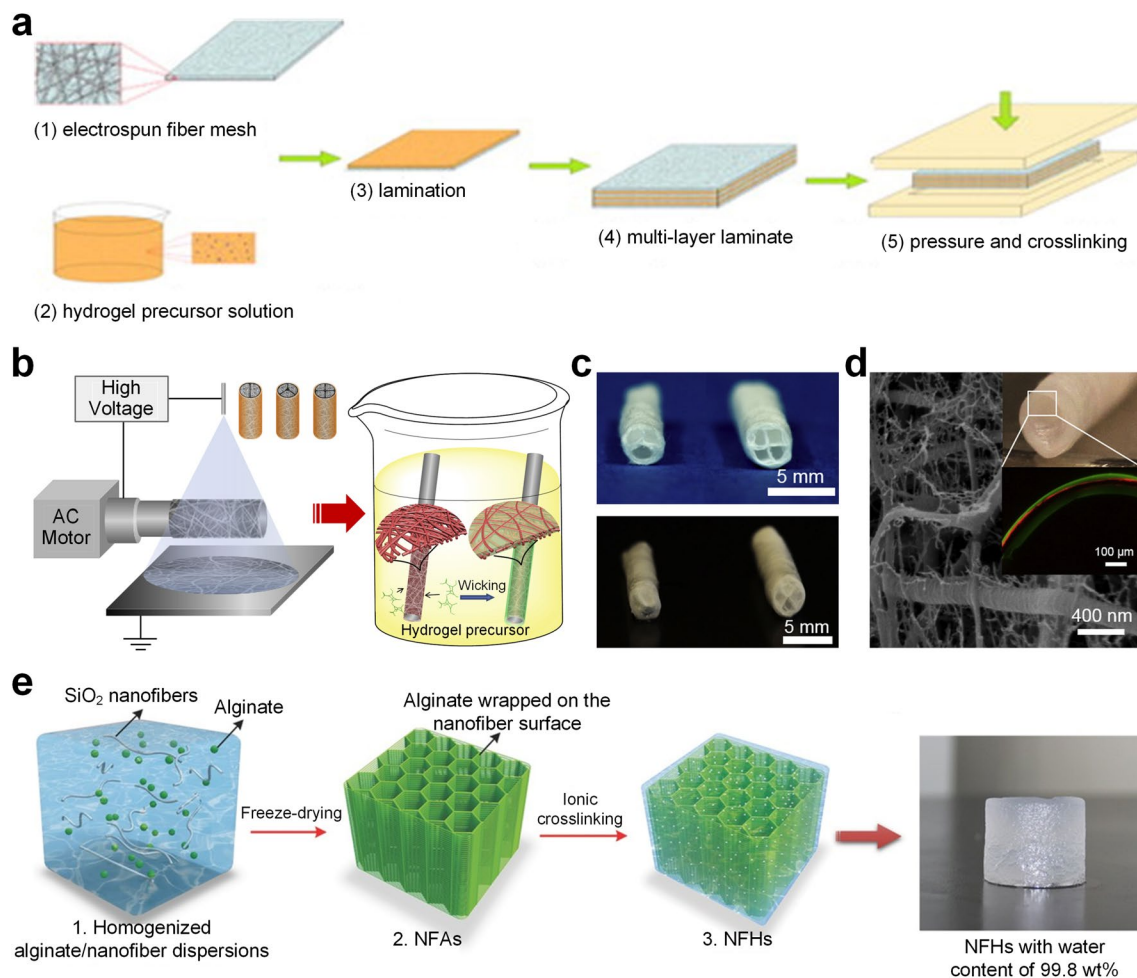 a
(1) electrospun fiber mesh
(2) hydrogel precursor solution
(3) lamination
(4) multi-layer laminate
(5) pressure and crosslinking
b
High
Voltage
AC
Motor
Wicking
Hydrogel precursor
c
5 mm
5 mm
d
100 µm
400 nm
e
SiO₂ nanofibers
Alginate
1. Homogenized
alginate/nanofiber dispersions
Freeze-drying
Alginate wrapped on the
nanofiber surface
2. NFAs
Ionic
crosslinking
3. NFHs
NFHs with water
content of 99.8 wt%